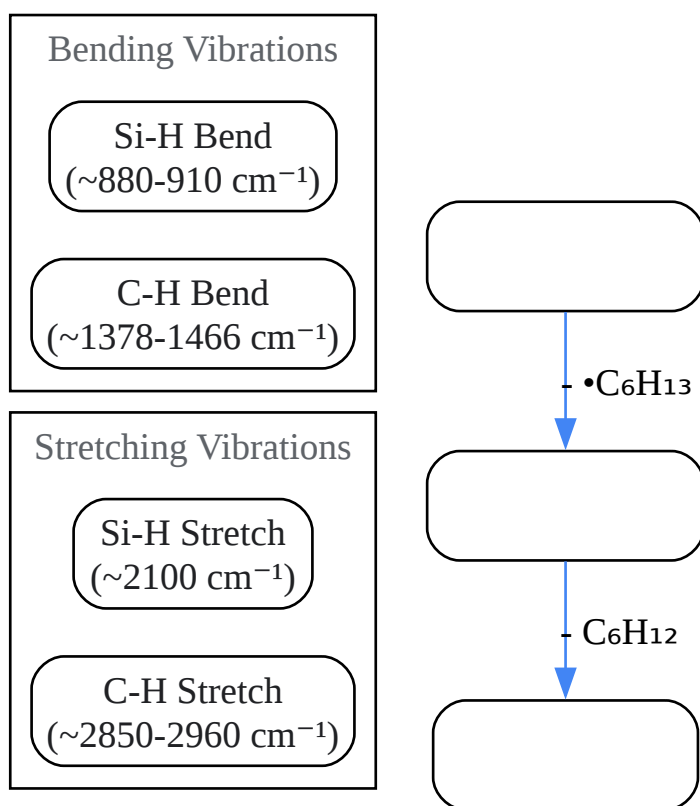 Bending Vibrations
Si-H Bend
(~880-910 cm⁻¹)
C-H Bend
(~1378-1466 cm⁻¹)
Stretching Vibrations
Si-H Stretch
(~2100 cm⁻¹)
C-H Stretch
(~2850-2960 cm⁻¹)
- •C₆H₁₃
- C₆H₁₂